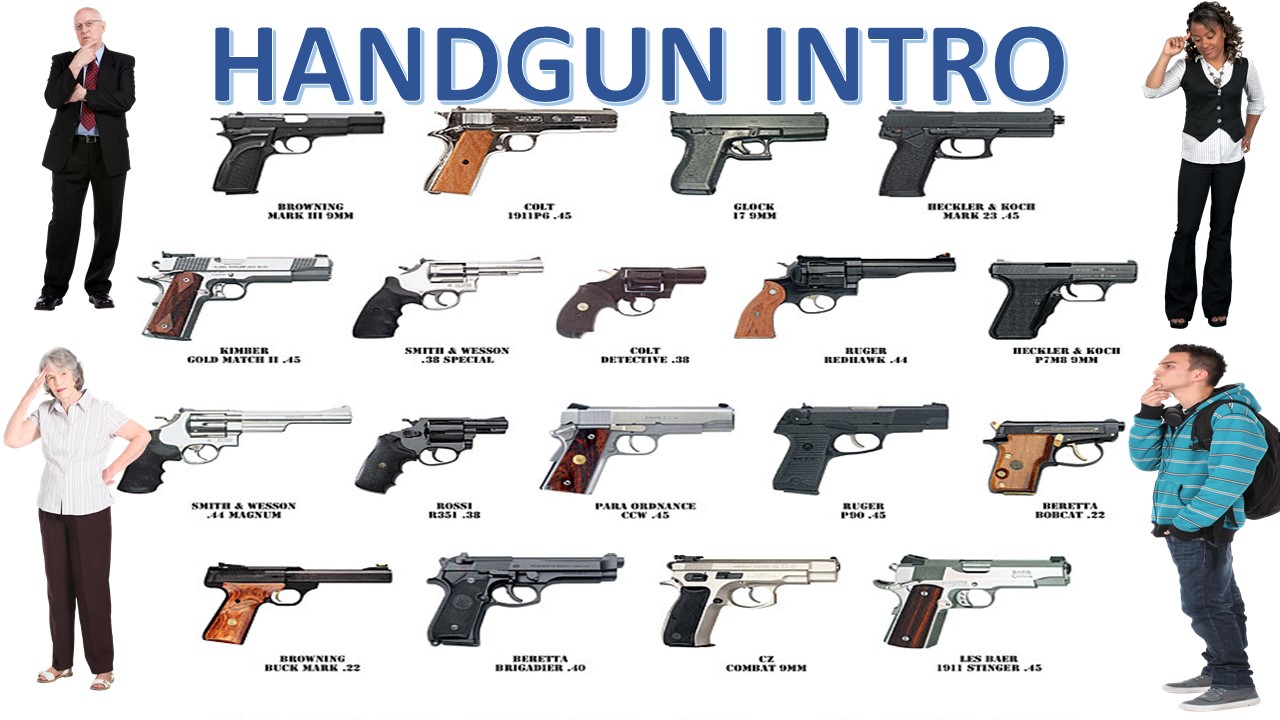 HANDGUN INTRO
BROWNING
MARK III 9MM
COLT
1911P6 .45
GLOCK
17 9MM
HECKLER & KOCH
MARK 23 .45
KIMBER
GOLD MATCH II .45
SMITH & WESSON
.38 SPECIAL
COLT
DETECTIVE .38
RUGER
REDHAWK .44
HECKLER & KOCH
P7M8 9MM
SMITH & WESSON
.44 MAGNUM
ROSSI
R351 .38
PARA ORDNANCE
CCW .45
RUGER
P90 .45
BERETTA
BOBCAT .22
BROWNING
BUCK MARK .22
BERETTA
BRIGADIER .40
CZ
COMBAT 9MM
LES BAER
1911 STINGER .45